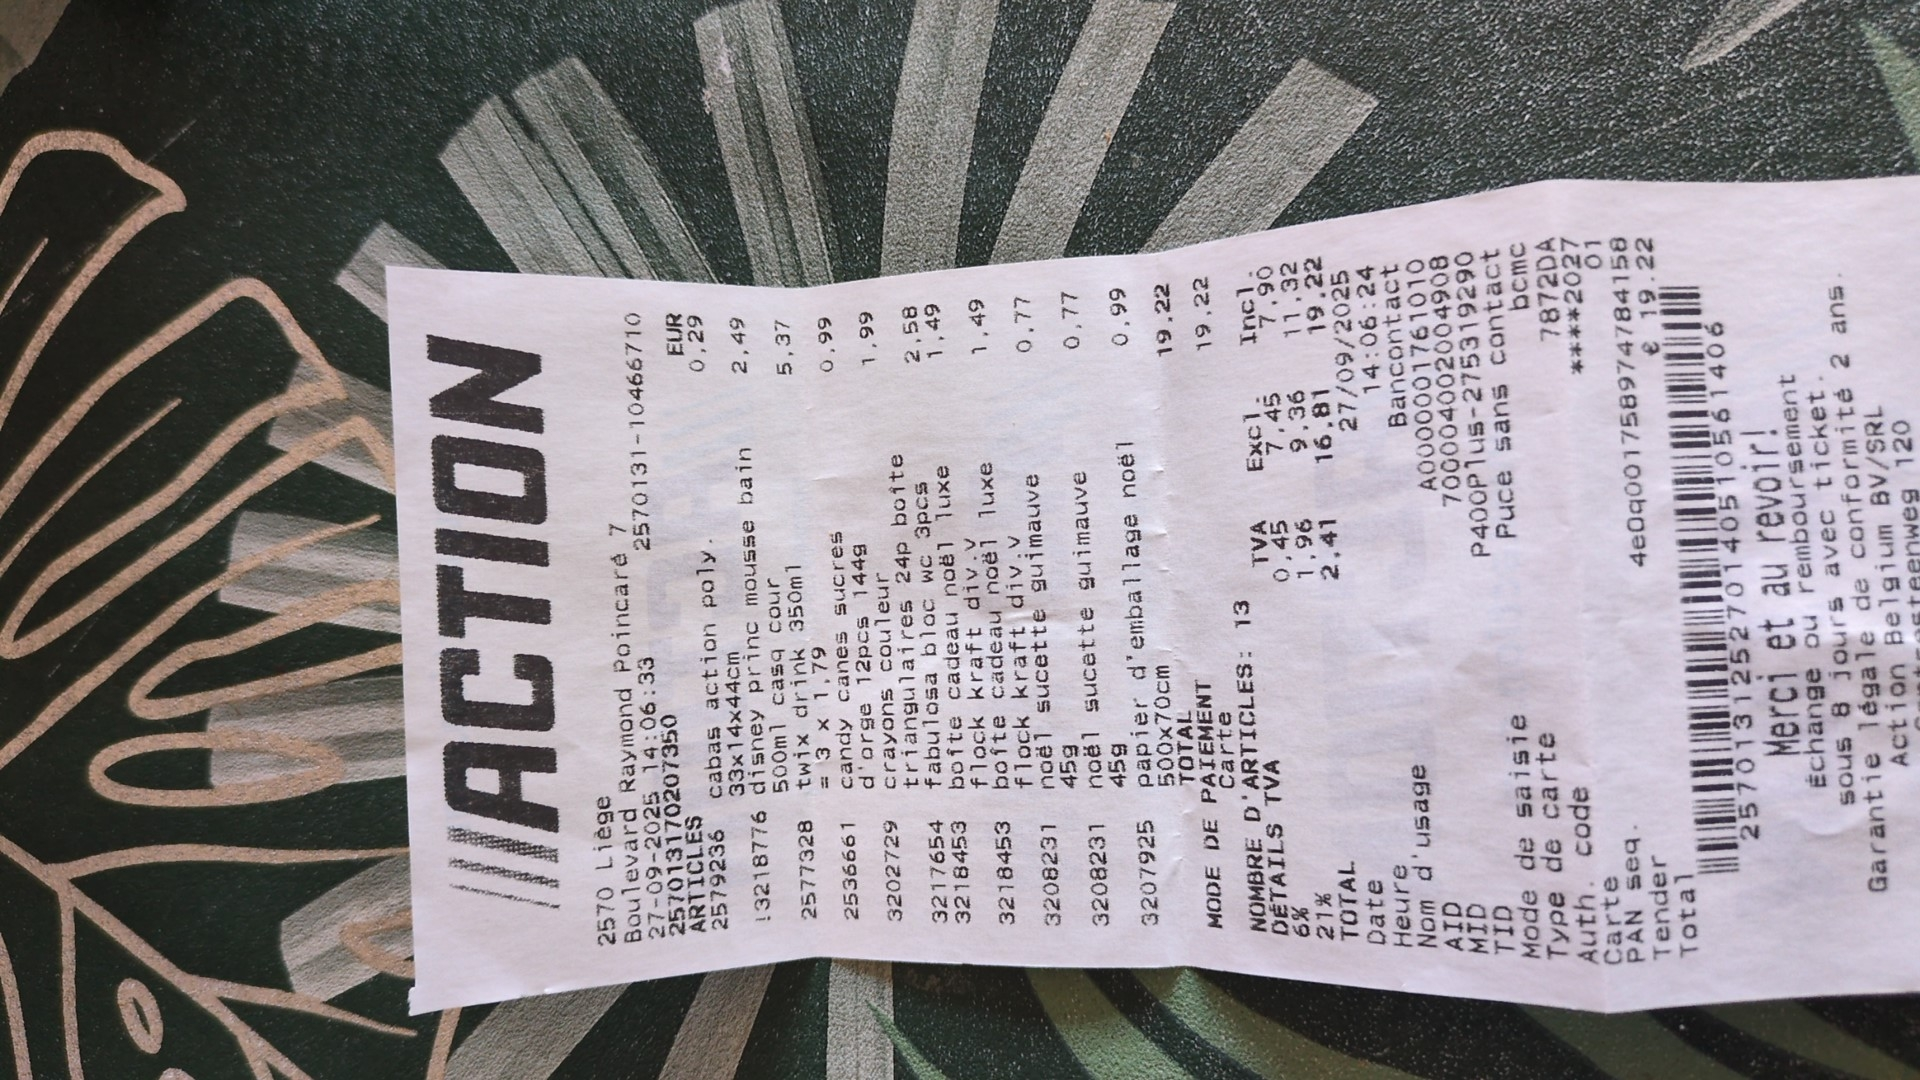 ACTION
2570 Liège
Boulevard Raymond Poincaré 7
27-09-2025 14:06:33 2570131-10466710
257013170207350
ARTICLES EUR
2579236 cabas action poly. 0,29
33x14x44cm
!3218776 disney princ mousse bain 2,49
500ml casq cour
2577328 twix drink 350ml 5,37
= 3 x 1,79
2536661 candy canes sucres 0,99
d'orge 12pcs 144g
3202729 crayons couleur 1,99
triangulaires 24p boîte
3217654 fabulosa bloc wc 3pcs 2,58
3218453 boîte cadeau noël luxe 1,49
flock kraft div.v
3218453 boîte cadeau noël luxe 1,49
flock kraft div.v
3208231 noël sucette guimauve 0,77
45g
3208231 noël sucette guimauve 0,77
45g
3207925 papier d'emballage noël 0,99
500x70cm
TOTAL 19,22
MODE DE PAIEMENT
Carte 19,22
NOMBRE D'ARTICLES: 13
DÉTAILS TVA TVA Excl. Incl.
6% 0,45 7,45 7,90
21% 1,96 9,36 11,32
TOTAL 2,41 16,81 19,22
Date 27/09/2025
Heure 14:06:24
Nom d'usage Bancontact
AID A0000001761010
MID 700040020004908
TID P400Plus-275319290
Mode de saisie Puce sans contact
Type de carte bcmc
Auth. code 7872DA
Carte *****2027
PAN seq. 01
Tender 4e0q001758974784158
Total € 19.22
257013125270140510561406
Merci et au revoir!
Échange ou remboursement
sous 8 jours avec ticket.
Garantie légale de conformité 2 ans.
Action Belgium BV/SRL
120